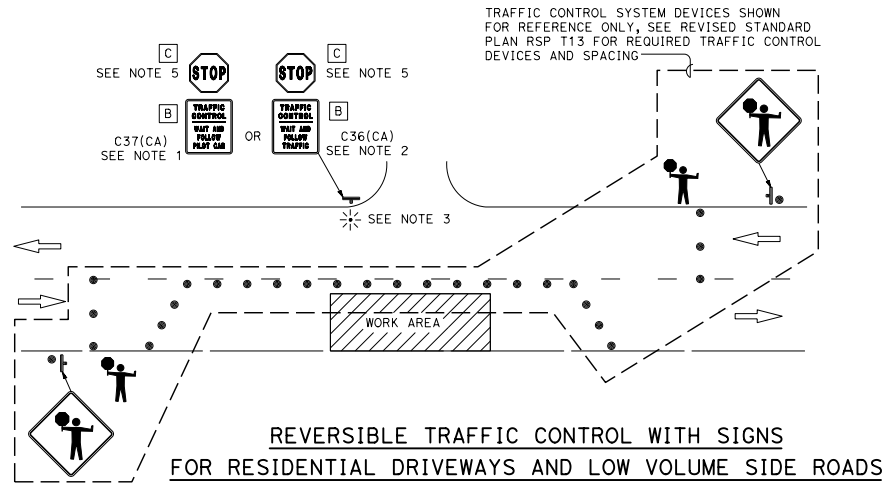 TRAFFIC CONTROL SYSTEM DEVICES SHOWN
FOR REFERENCE ONLY, SEE REVISED STANDARD
PLAN RSP T13 FOR REQUIRED TRAFFIC CONTROL
DEVICES AND SPACING
C
SEE NOTE 5
STOP
STOP
C
SEE NOTE 5
B
TRAFFIC
CONTROL
WAIT AND
FOLLOW
PILOT CAR
C37(CA)
SEE NOTE 1
OR
TRAFFIC
CONTROL
WAIT AND
FOLLOW
TRAFFIC
B
C36(CA)
SEE NOTE 2
SEE NOTE 3
WORK AREA
REVERSIBLE TRAFFIC CONTROL WITH SIGNS
FOR RESIDENTIAL DRIVEWAYS AND LOW VOLUME SIDE ROADS